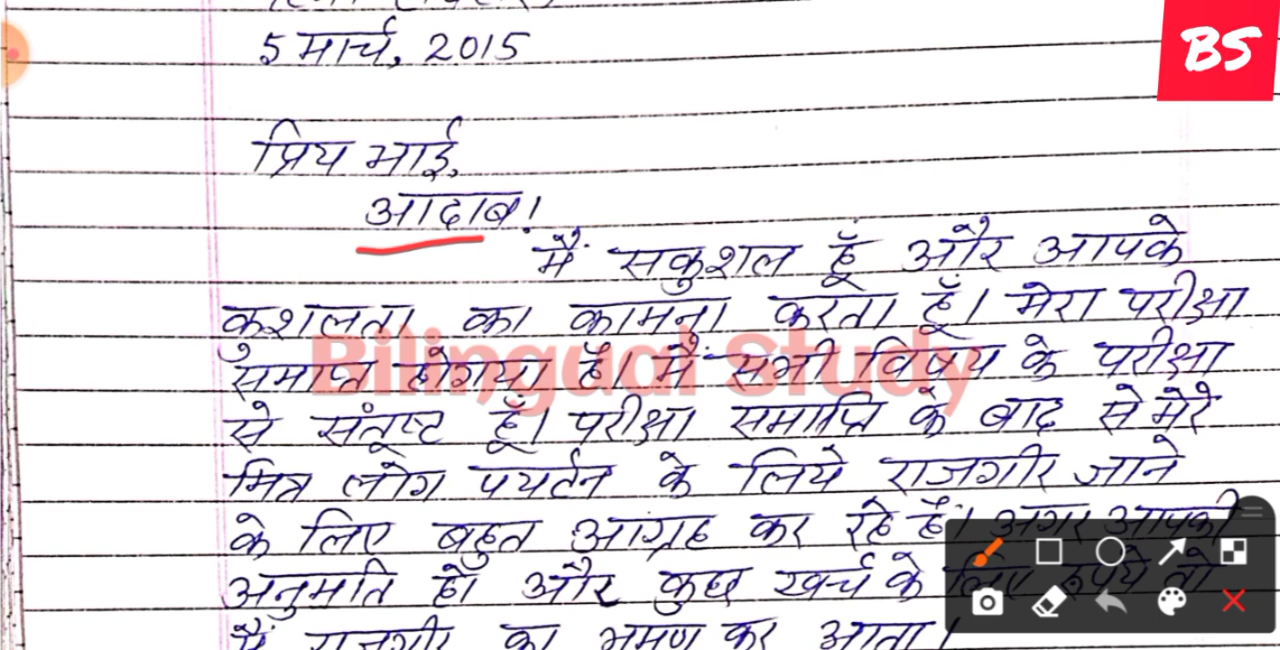 BS
5 मार्च, 2015
प्रिय भाई,
आदाब!
मैं सकुशल हूँ और आपके
कुशलता का कामना करता हूँ। मेरा परीक्षा
समाप्त होगया है। मैं सभी विषय के परीक्षा
से संतूष्ट हूँ। परीक्षा समाप्ति के बाद से मेरे
मित्र लोग पयर्टन के लिये राजगीर जाने
के लिए बहुत आग्रह कर रहे हैं। अगर आपकी
अनुमति हो और कुछ खर्च के लिए रूपये तो
मैं राजगीर का भ्रमण कर आता।
Bilingual Study